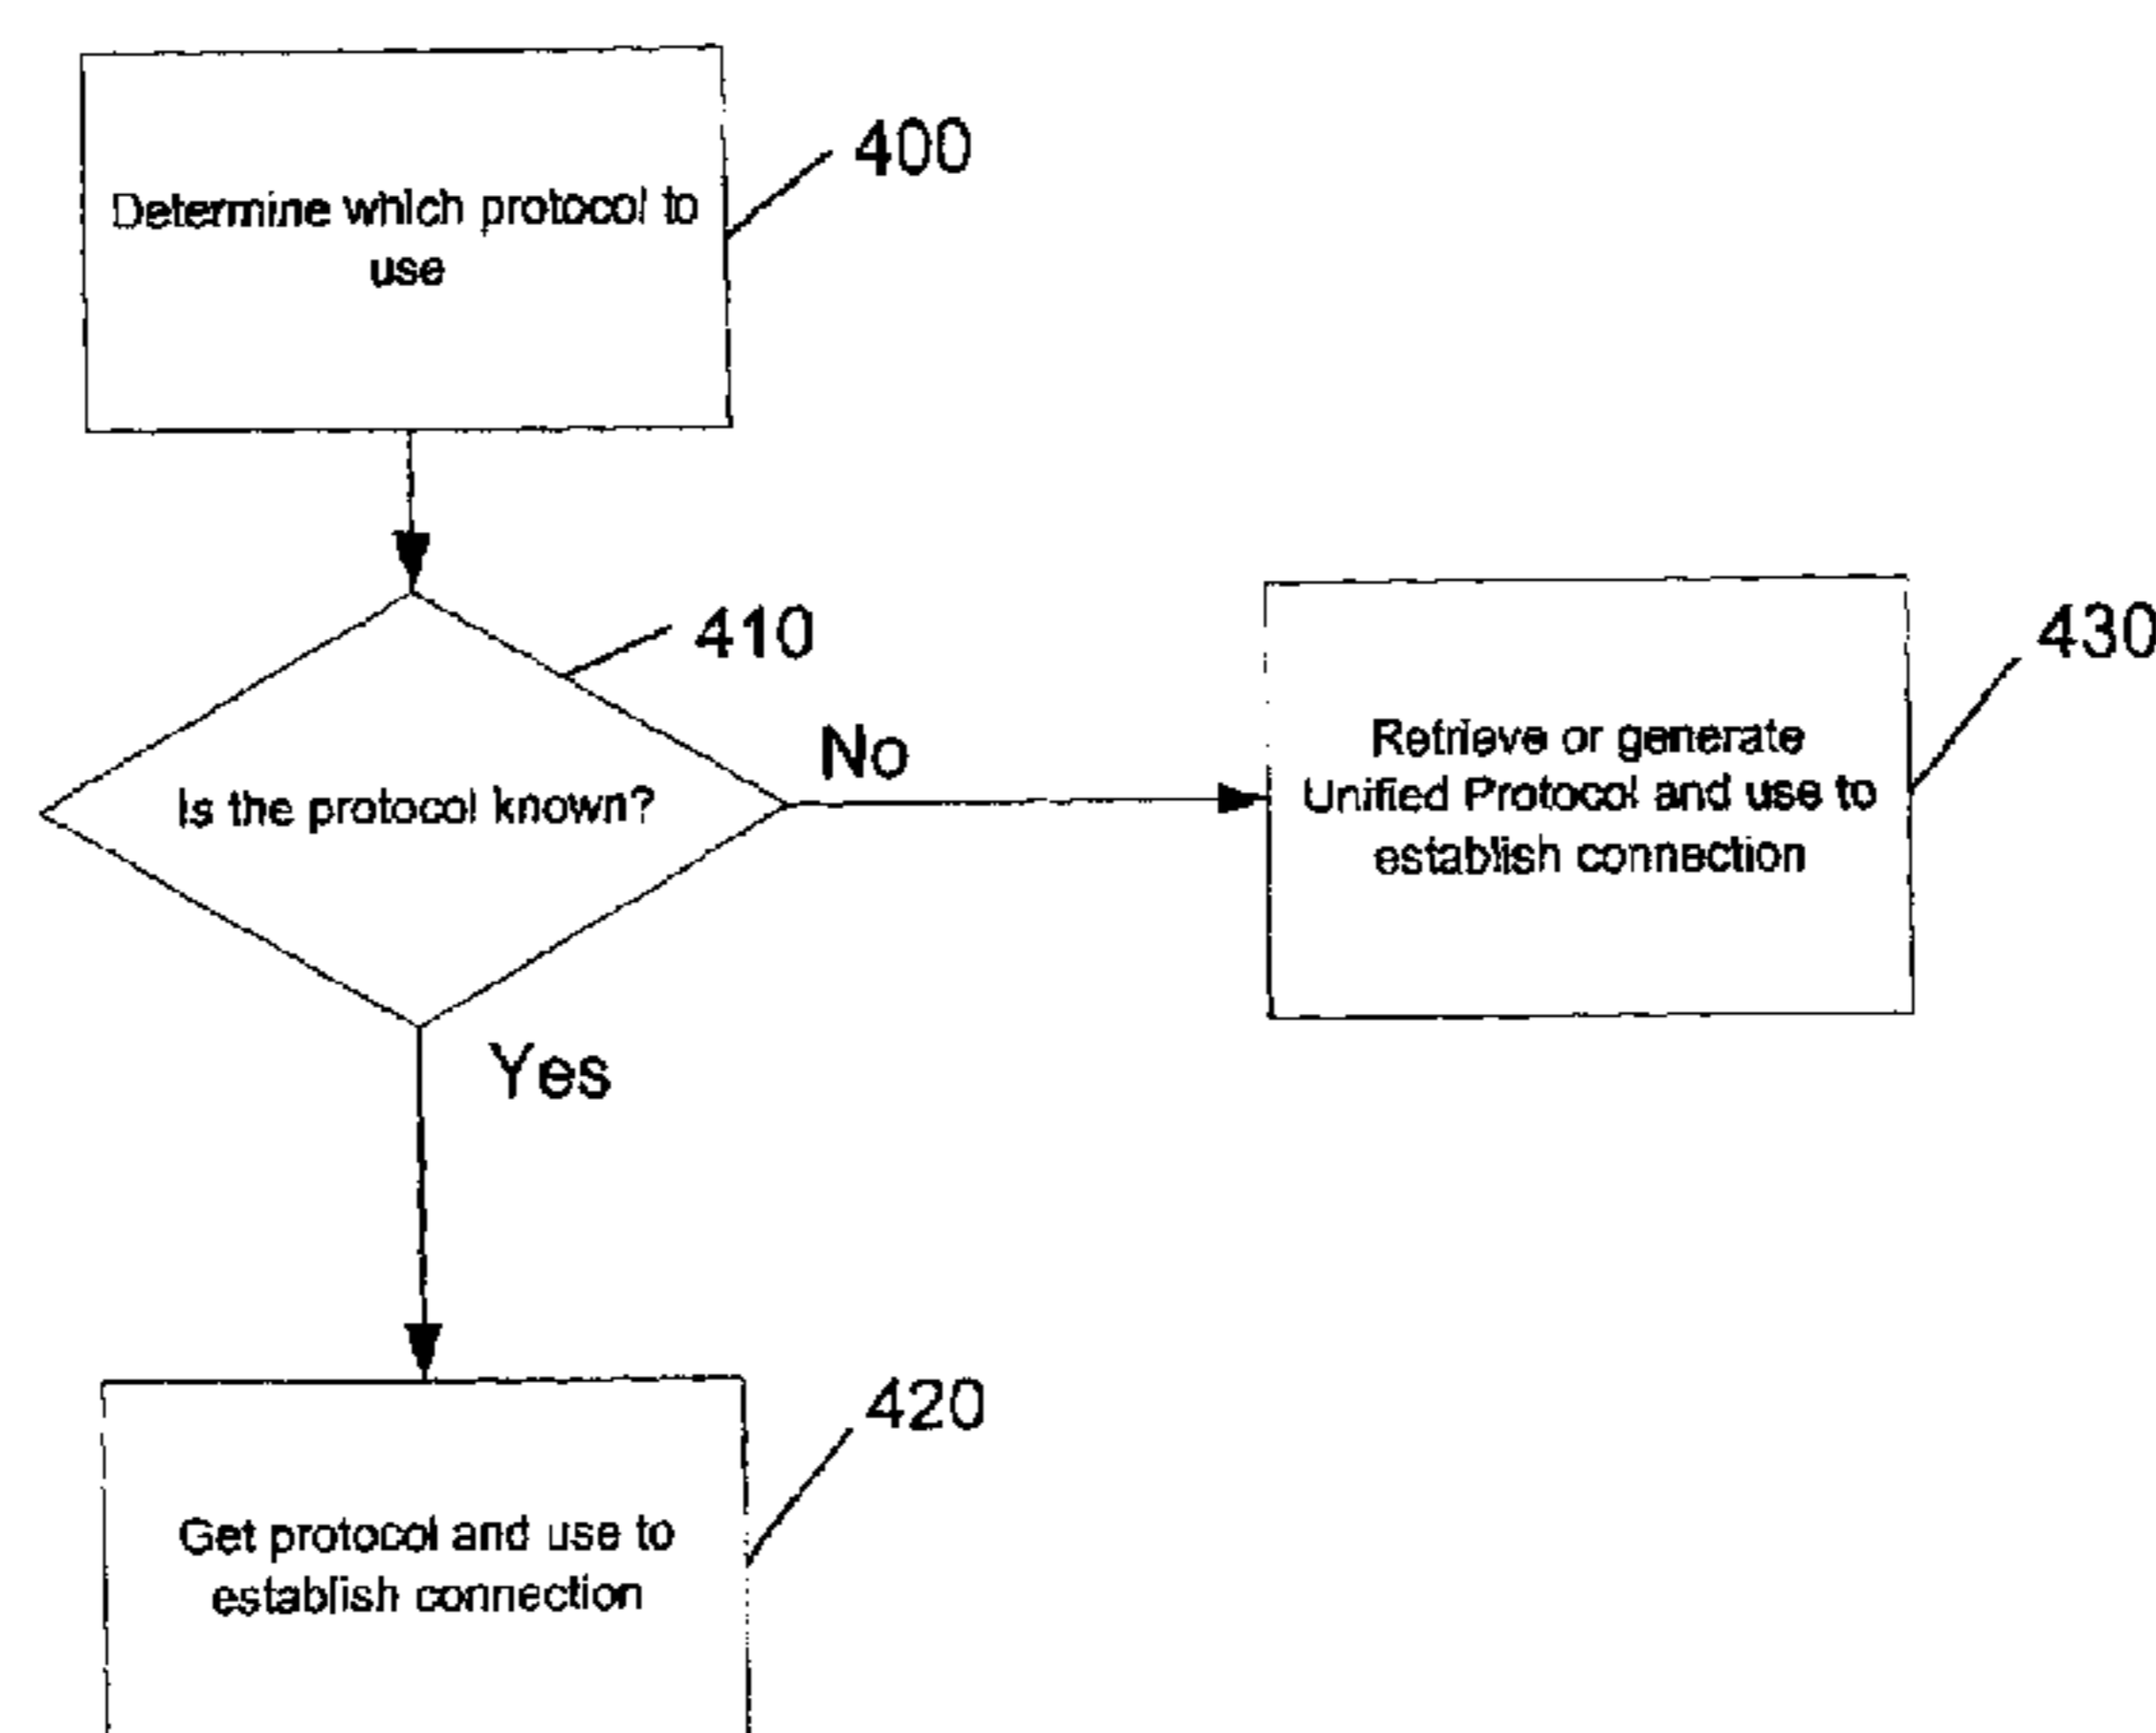 400
Determine which protocol to
use
410
430
No
Retrieve or generate
Is the protocol known?
Unified Protocol and use to
establish connection
Yes
420
Get protocol and use to
establish connection